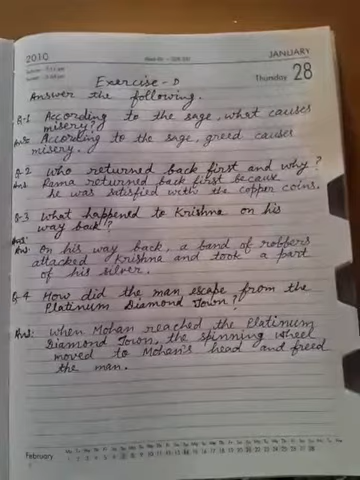 2010
JANUARY
Thursday 28
Exercise-D
Answer the following.
Q.1 According to the sage, what causes
misery?
Ans: According to the sage, greed causes
misery.
Q.2 Who returned back first and why?
Ans. Rama returned back first because
he was satisfied with the copper coins.
Q.3 What happened to Krishna on his
way back?
Ans:
Ans: On his way back, a band of robbers
attacked Krishna and took a part
of his silver.
Q.4 How did the man escape from the
Platinum Diamond Town?
Ans: When Mohan reached the Platinum
Diamond Town, the spinning wheel
moved to Mohan's head and freed
the man.
February